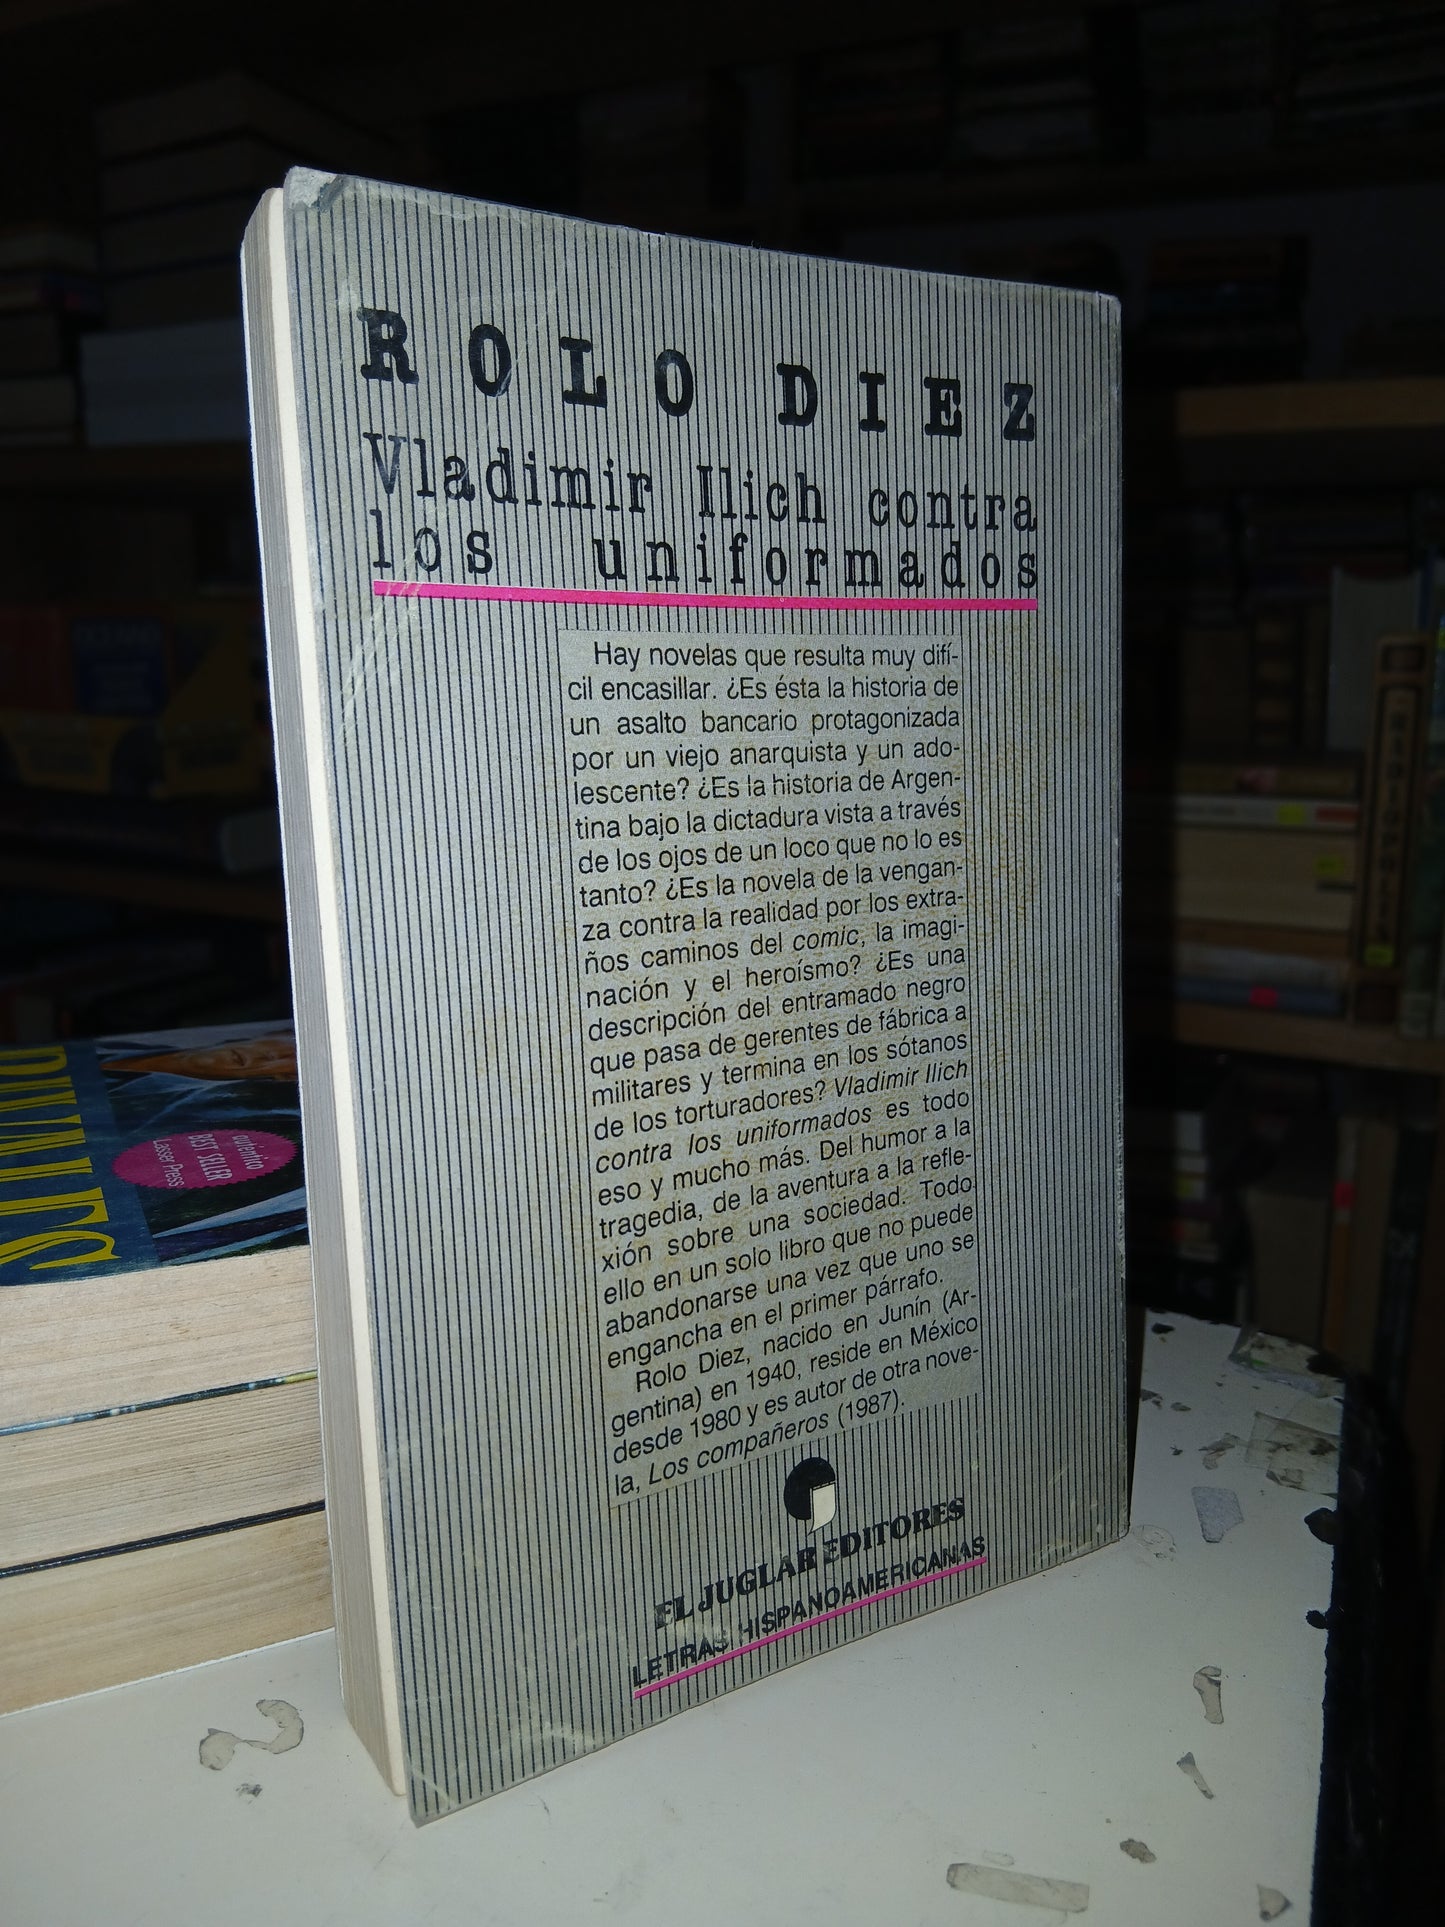 ROLO DIEZ
Vladimir Ilich contra
los uniformados
Hay novelas que resulta muy difí-
cil encasillar. ¿Es ésta la historia de
un asalto bancario protagonizada
por un viejo anarquista y un ado-
lescente? ¿Es la historia de Argen-
tina bajo la dictadura vista a través
de los ojos de un loco que no lo es
tanto? ¿Es la novela de la vengan-
za contra la realidad por los extra-
ños caminos del comic, la imagi-
nación y el heroísmo? ¿Es una
descripción del entramado negro
que pasa de gerentes de fábrica a
militares y termina en los sótanos
de los torturadores? Vladimir Ilich
contra los uniformados es todo
eso y mucho más. Del humor a la
tragedia, de la aventura a la refle-
xión sobre una sociedad. Todo
ello en un solo libro que no puede
abandonarse una vez que uno se
engancha en el primer párrafo.
Rolo Diez, nacido en Junín (Ar-
gentina) en 1940, reside en México
desde 1980 y es autor de otra nove-
la, Los compañeros (1987).
EL JUGLAR EDITORES
LETRAS HISPANOAMERICANAS
RIVALES
auténtico
BEST SELLER
Lasser Press
OCEANO
RADIOPHILIA